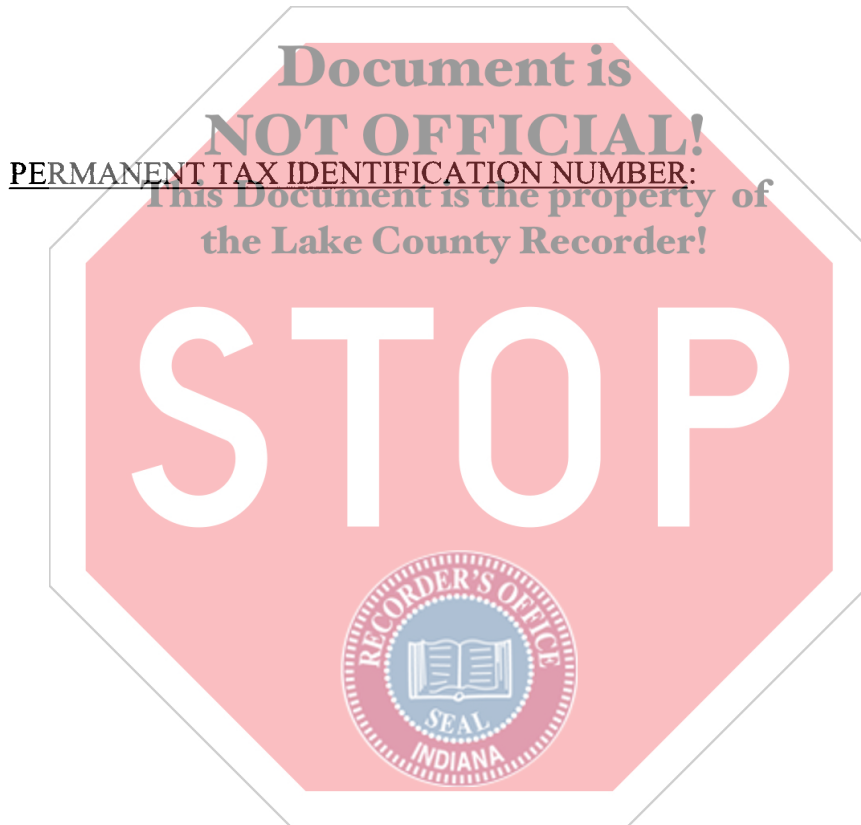 Document is
NOT OFFICIAL!
PERMANENT TAX IDENTIFICATION NUMBER:
This Document is the property of
the Lake County Recorder!
STOP
RECORDER'S OFFICE
SEAL
INDIANA